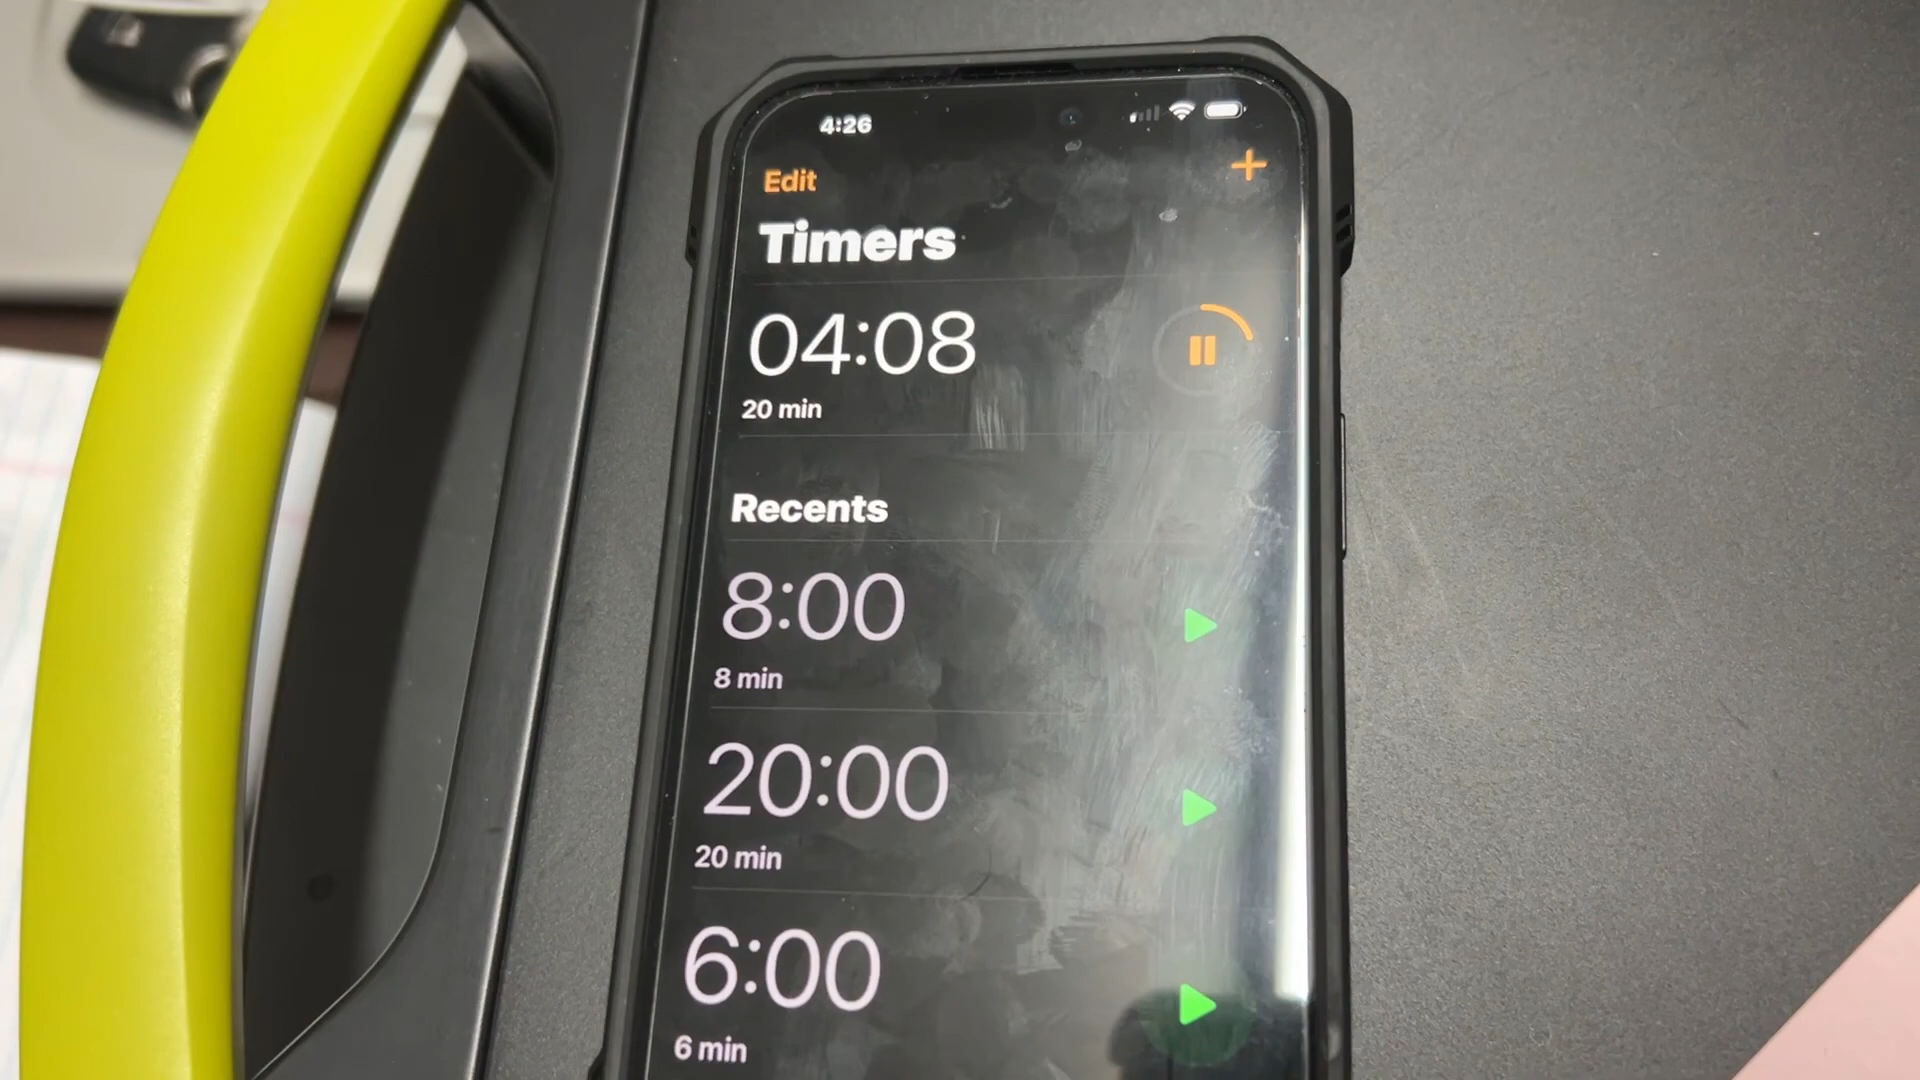 4:26
Edit
+
Timers
04:08
20 min
Recents
8:00
8 min
20:00
20 min
6:00
6 min